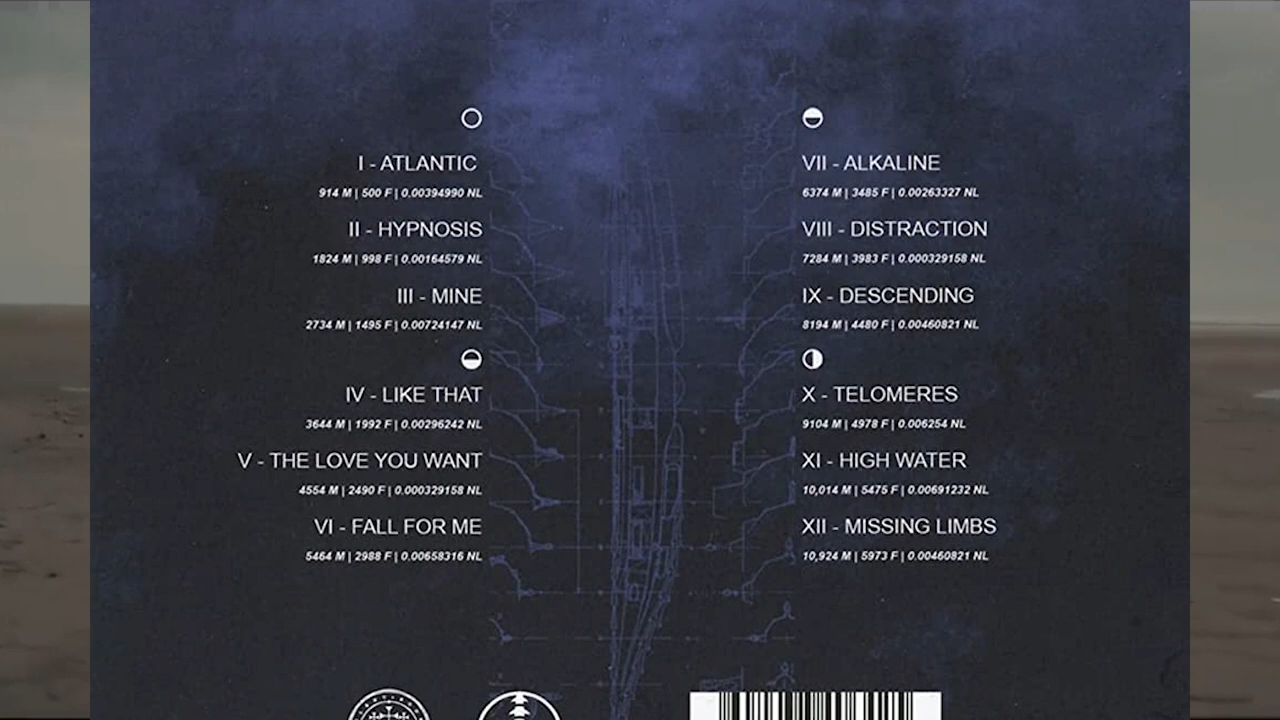 I - ATLANTIC
914 M | 500 F | 0.00394990 NL
II - HYPNOSIS
1824 M | 998 F | 0.00164579 NL
III - MINE
2734 M | 1495 F | 0.00724147 NL
IV - LIKE THAT
3644 M | 1992 F | 0.00296242 NL
V - THE LOVE YOU WANT
4554 M | 2490 F | 0.000329158 NL
VI - FALL FOR ME
5464 M | 2988 F | 0.00658316 NL
VII - ALKALINE
6374 M | 3485 F | 0.00263327 NL
VIII - DISTRACTION
7284 M | 3983 F | 0.000329158 NL
IX - DESCENDING
8194 M | 4480 F | 0.00460821 NL
X - TELOMERES
9104 M | 4978 F | 0.006254 NL
XI - HIGH WATER
10,014 M | 5475 F | 0.00691232 NL
XII - MISSING LIMBS
10,924 M | 5973 F | 0.00460821 NL